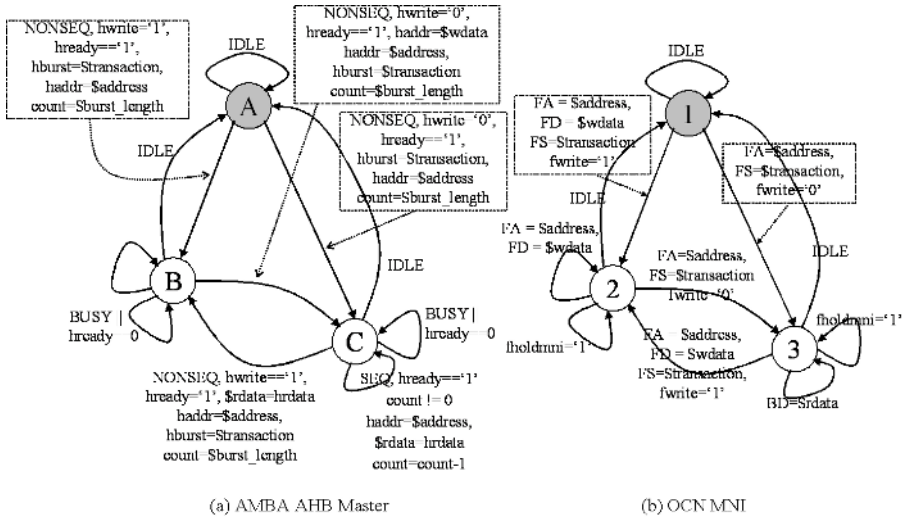 NONSEQ, hwrite='1',
hready=='1',
hburst=$transaction,
haddr=$address
count=$burst_length
NONSEQ, hwrite='0',
hready=='1', haddr=$wdata
haddr=$address,
hburst=$transaction
count=$burst_length
IDLE
A
NONSEQ, hwrite='0',
hready=='1',
hburst=$transaction,
haddr=$address
count=$burst_length
IDLE
IDLE
B
C
BUSY |
hready 0
BUSY |
hready==0
NONSEQ, hwrite=='1',
hready='1', $rdata=hrdata
haddr=$address,
hburst=$transaction
count=$burst_length
SEQ, hready=='1'
count != 0
haddr=$address,
$rdata=hrdata
count=count-1
(a) AMBA AHB Master
IDLE
1
FA = $address,
FD = $wdata
FS=$transaction
fwrite='1'
FA=$address,
FS=$transaction,
fwrite='0'
IDLE
IDLE
FA = $address,
FD = $wdata
2
FA=$address,
FS=$transaction
fwrite='0'
fholdmni='1'
FA = $address,
FD = $wdata
FS=$transaction,
fwrite='1'
3
fholdmni='1'
BD=$rdata
(b) OCN MNI